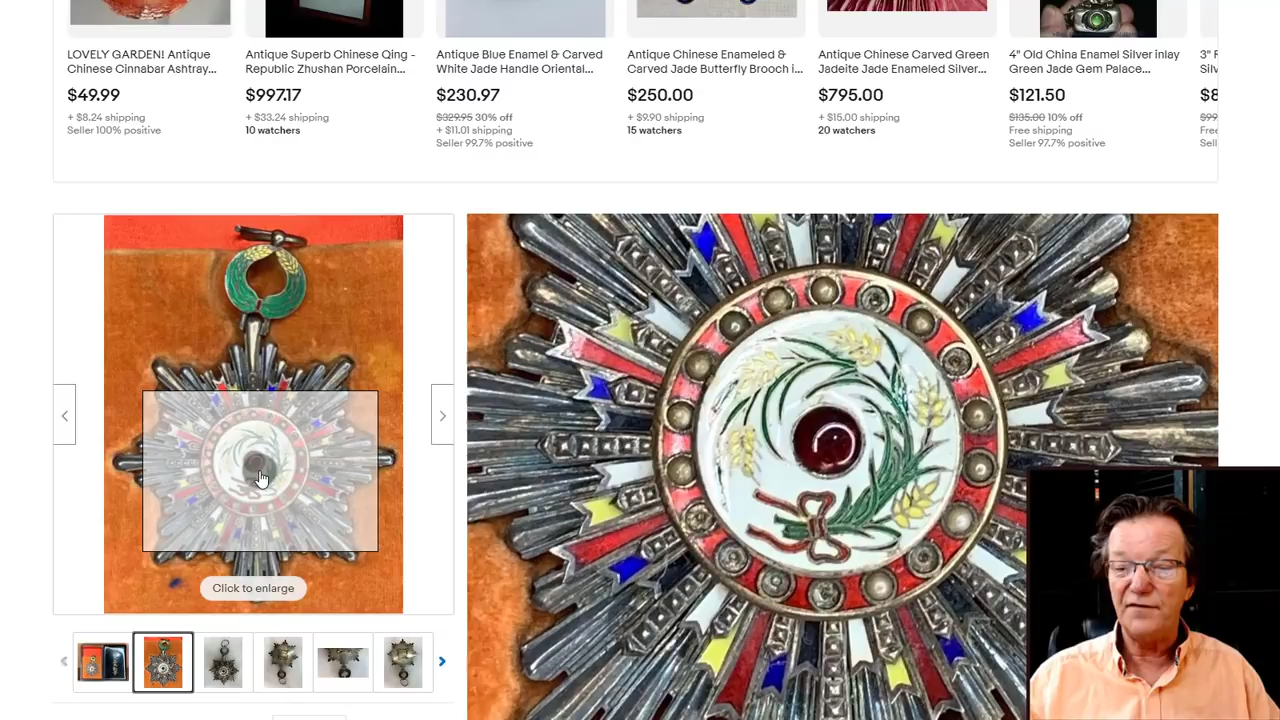 LOVELY GARDEN! Antique
Chinese Cinnabar Ashtray...
$49.99
+ $8.24 shipping
Seller 100% positive
Antique Superb Chinese Qing -
Republic Zhushan Porcelain...
$997.17
+ $33.24 shipping
10 watchers
Antique Blue Enamel & Carved
White Jade Handle Oriental...
$230.97
$329.95 30% off
+ $11.01 shipping
Seller 99.7% positive
Antique Chinese Enameled &
Carved Jade Butterfly Brooch i...
$250.00
+ $9.90 shipping
15 watchers
Antique Chinese Carved Green
Jadeite Jade Enameled Silver...
$795.00
+ $15.00 shipping
20 watchers
4" Old China Enamel Silver inlay
Green Jade Gem Palace...
$121.50
$135.00 10% off
Free shipping
Seller 97.7% positive
Click to enlarge